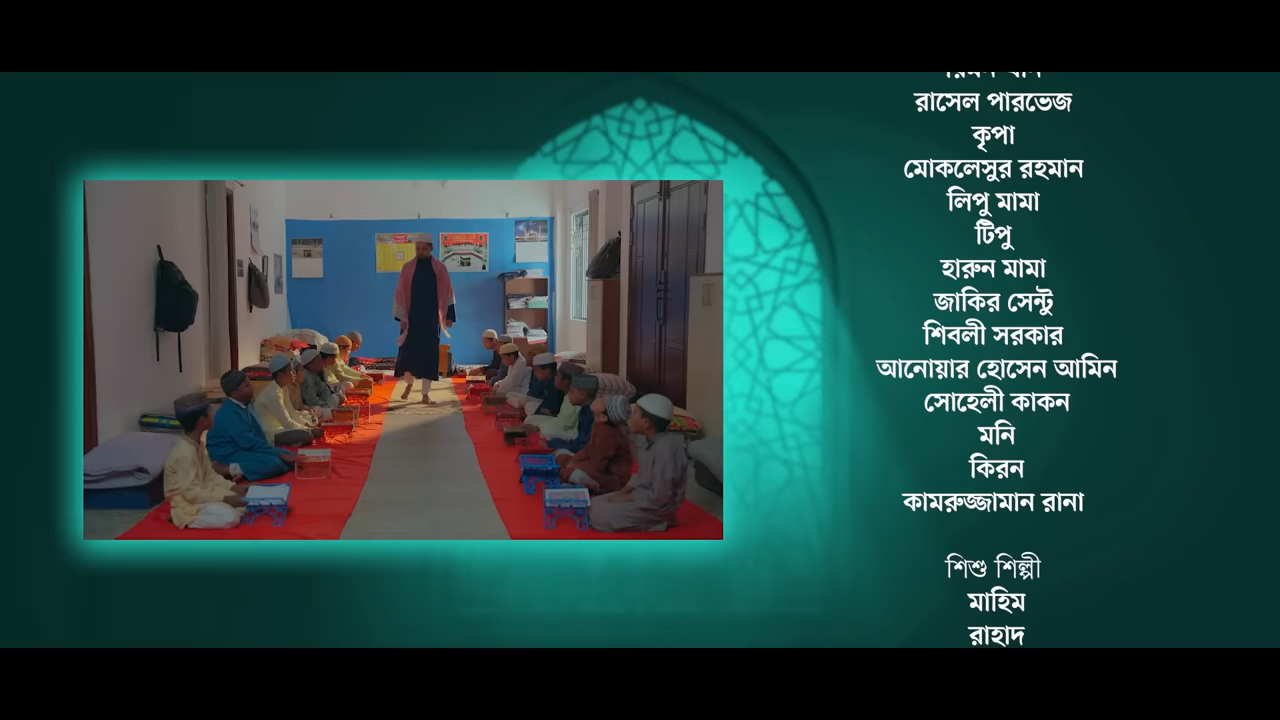 রাসেল পারভেজ
কৃপা
মোকলেসুর রহমান
লিপু মামা
টিপু
হারুন মামা
জাকির সেন্টু
শিবলী সরকার
আনোয়ার হোসেন আমিন
সোহেলী কাকন
মনি
কিরন
কামরুজ্জামান রানা
শিশু শিল্পী
মাহিম
রাহাদ